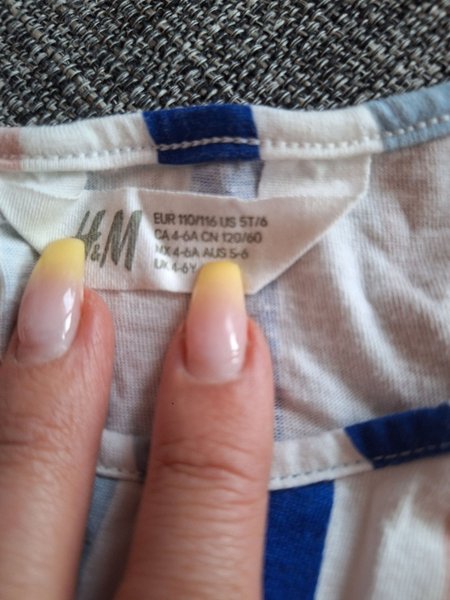 H&M
EUR 110/116 US 5T/6
CA 4-6A CN 120/60
MX 4-6A AUS 5-6
UK 4-6Y